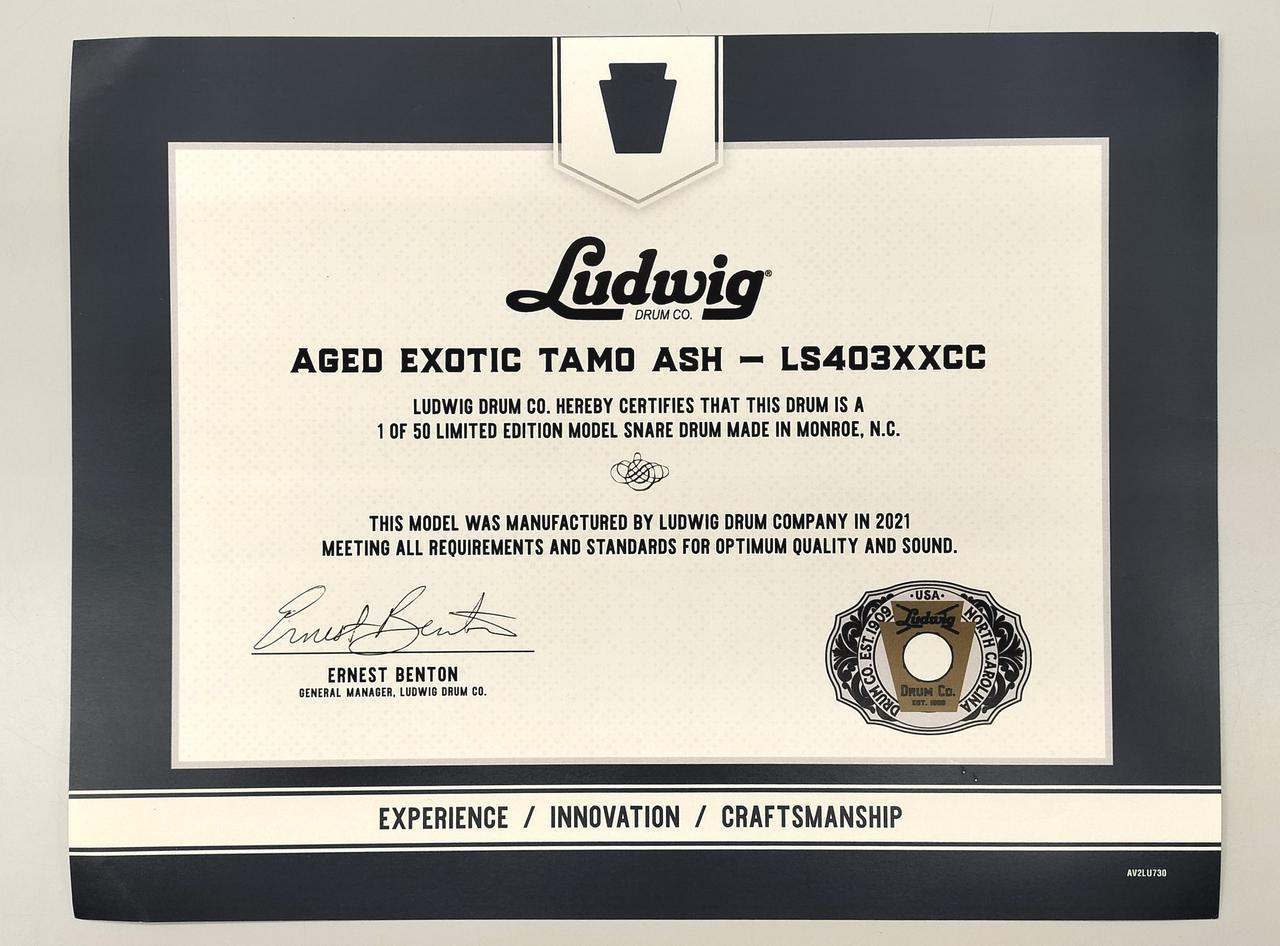 Ludwig®
DRUM CO.
AGED EXOTIC TAMO ASH – LS403XXCC
LUDWIG DRUM CO. HEREBY CERTIFIES THAT THIS DRUM IS A
1 OF 50 LIMITED EDITION MODEL SNARE DRUM MADE IN MONROE, N.C.
THIS MODEL WAS MANUFACTURED BY LUDWIG DRUM COMPANY IN 2021
MEETING ALL REQUIREMENTS AND STANDARDS FOR OPTIMUM QUALITY AND SOUND.
Ernest Benton
ERNEST BENTON
GENERAL MANAGER, LUDWIG DRUM CO.
·USA·
DRUM CO. EST.1909
NORTH CAROLINA
Ludwig
DRUM CO.
EST. 1909
EXPERIENCE / INNOVATION / CRAFTSMANSHIP
AV2LU730